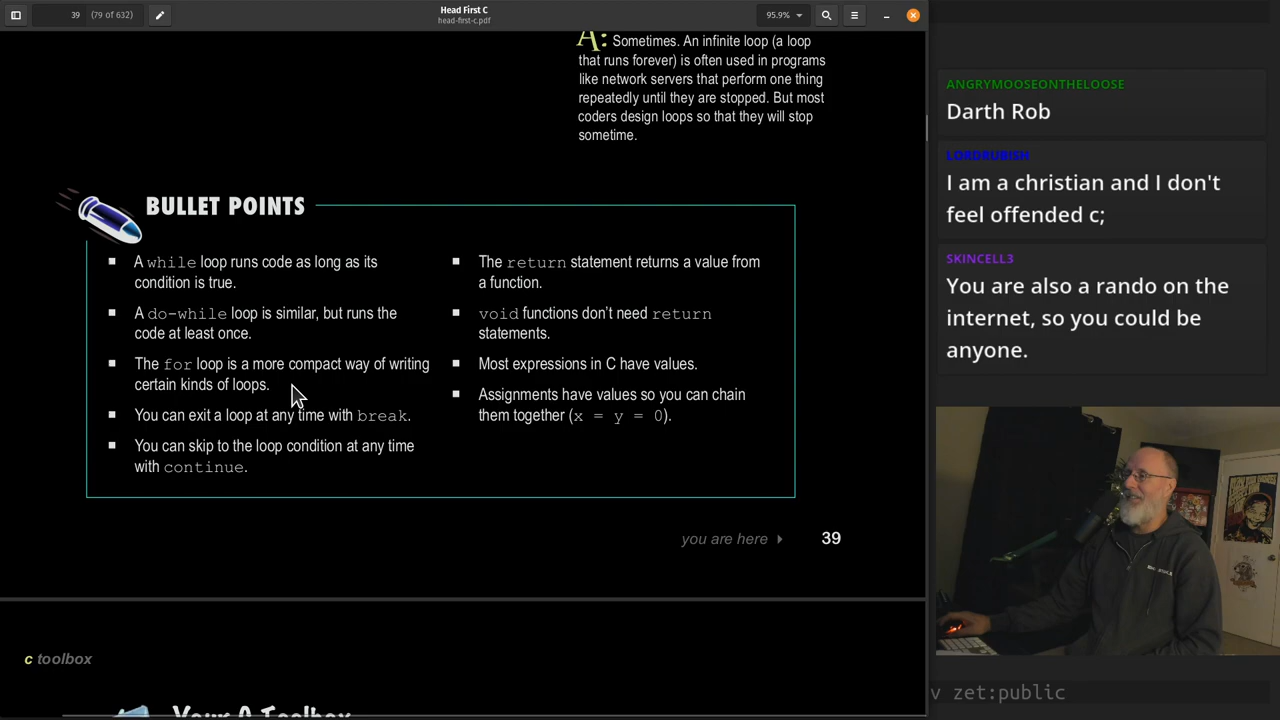 39 (79 of 632)
Head First C
head-first-c.pdf
95.9%
A: Sometimes. An infinite loop (a loop
that runs forever) is often used in programs
like network servers that perform one thing
repeatedly until they are stopped. But most
coders design loops so that they will stop
sometime.
BULLET POINTS
A while loop runs code as long as its
condition is true.
A do-while loop is similar, but runs the
code at least once.
The for loop is a more compact way of writing
certain kinds of loops.
You can exit a loop at any time with break.
You can skip to the loop condition at any time
with continue.
The return statement returns a value from
a function.
void functions don't need return
statements.
Most expressions in C have values.
Assignments have values so you can chain
them together (x = y = 0).
you are here
39
c toolbox
Your C Toolbox
ANGRYMOOSEONTHELOOSE
Darth Rob
LORDRUBISH
I am a christian and I don't
feel offended c;
SKINCELL3
You are also a rando on the
internet, so you could be
anyone.
v zet:public